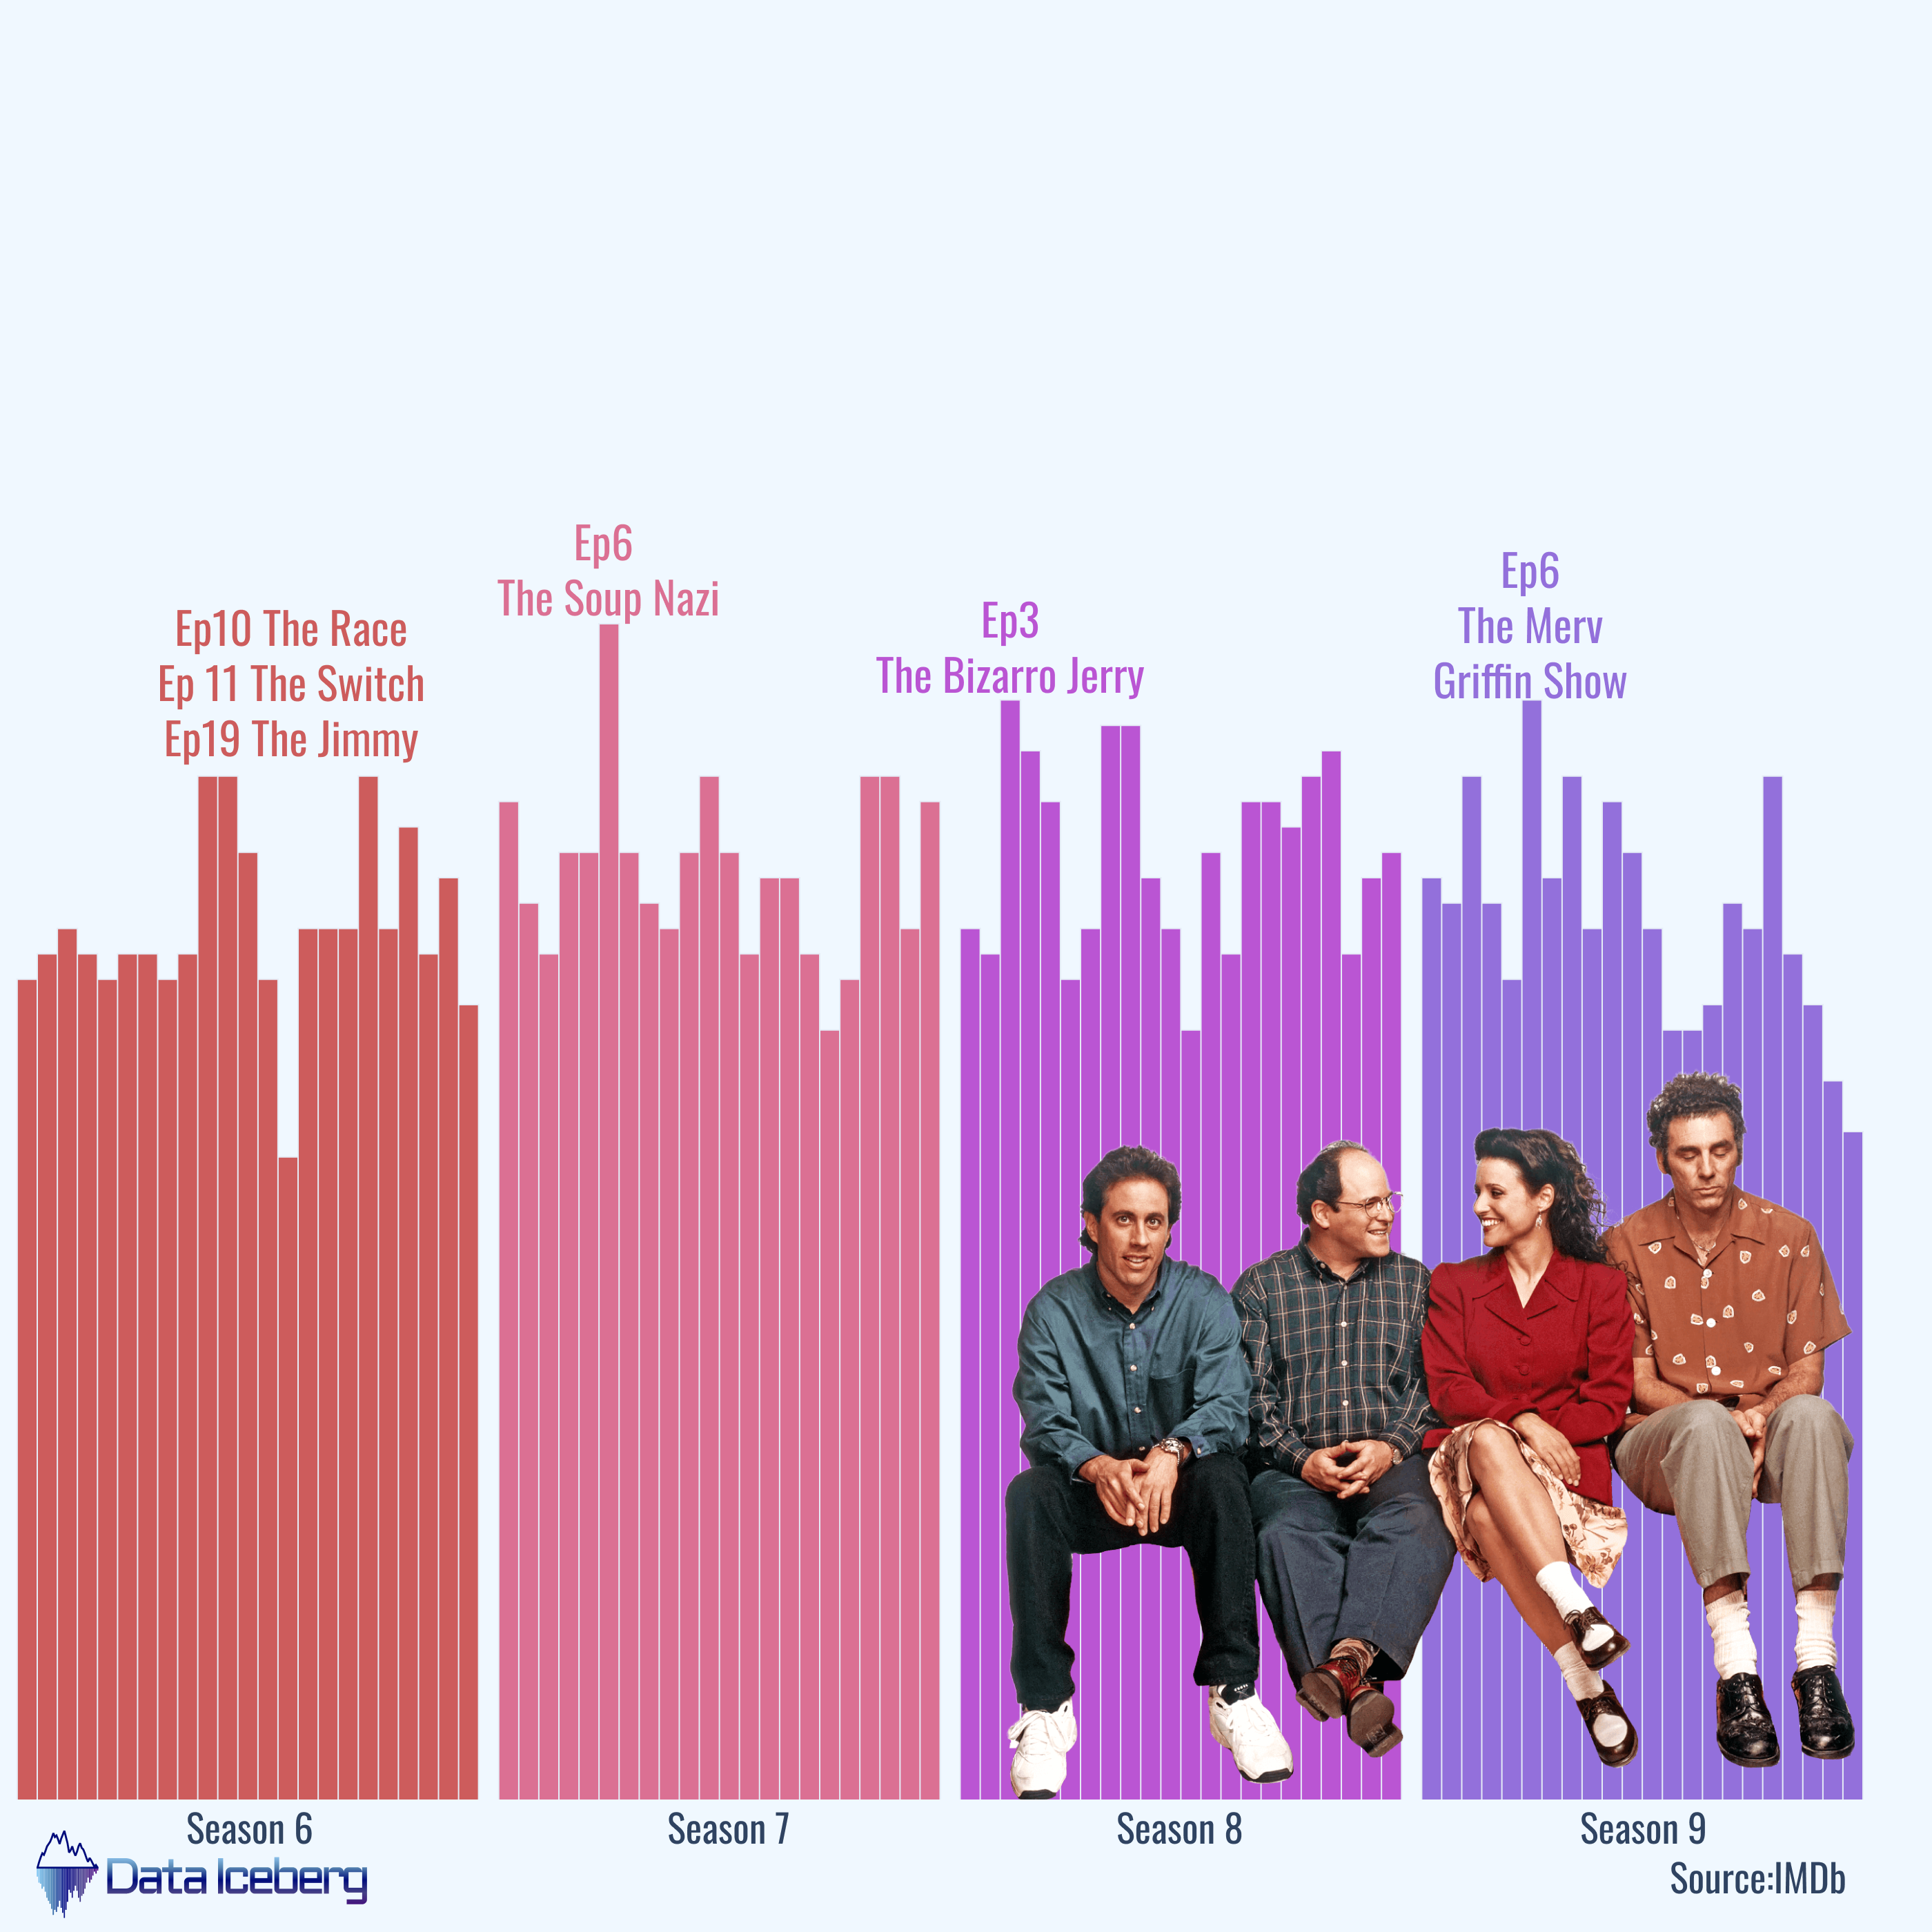 Ep10 The Race
Ep 11 The Switch
Ep19 The Jimmy
Ep6
The Soup Nazi
Ep3
The Bizarro Jerry
Ep6
The Merv
Griffin Show
Season 6
Season 7
Season 8
Season 9
Data Iceberg
Source:IMDb